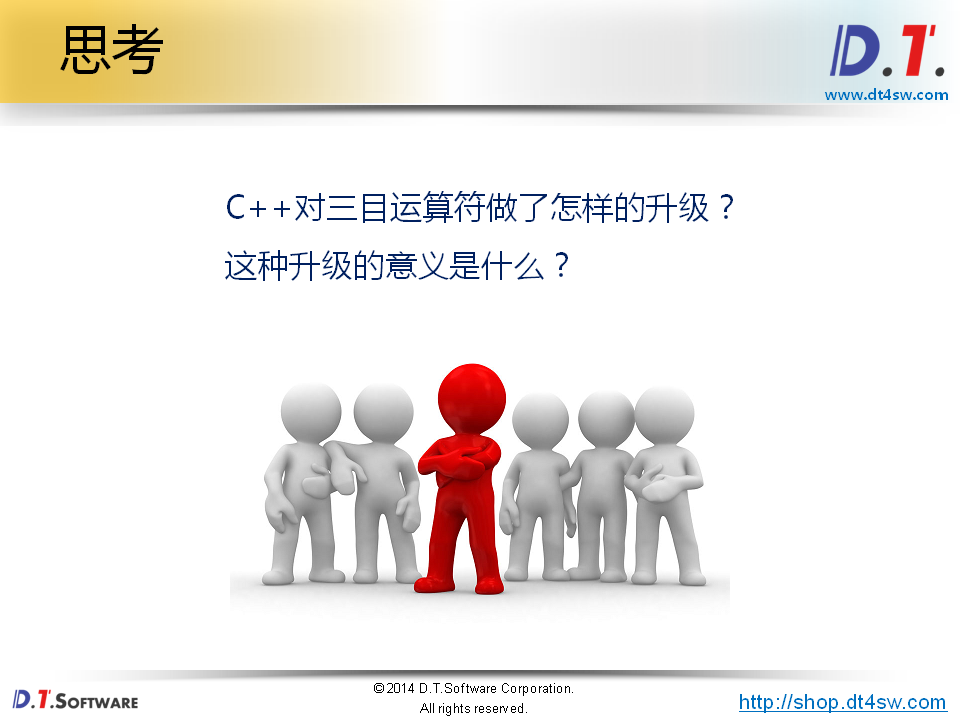 思考
D.T.
www.dt4sw.com
C++对三目运算符做了怎样的升级？
这种升级的意义是什么？
D.T.SOFTWARE
©2014 D.T.Software Corporation.
All rights reserved.
http://shop.dt4sw.com